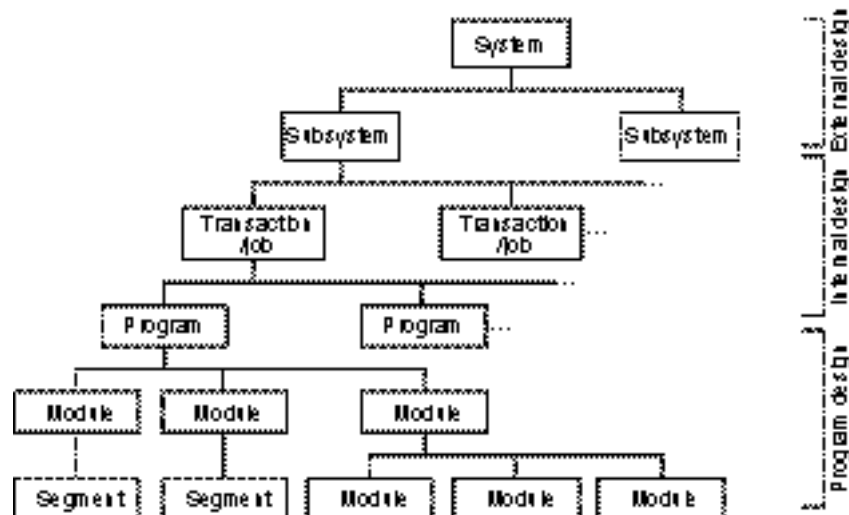 System
Subsystem
Subsystem
...
Transaction
/job
Transaction
/job
...
...
Program
Program
...
Module
Module
Module
Segment
Segment
Module
Module
Module
External design
Internal design
Program design